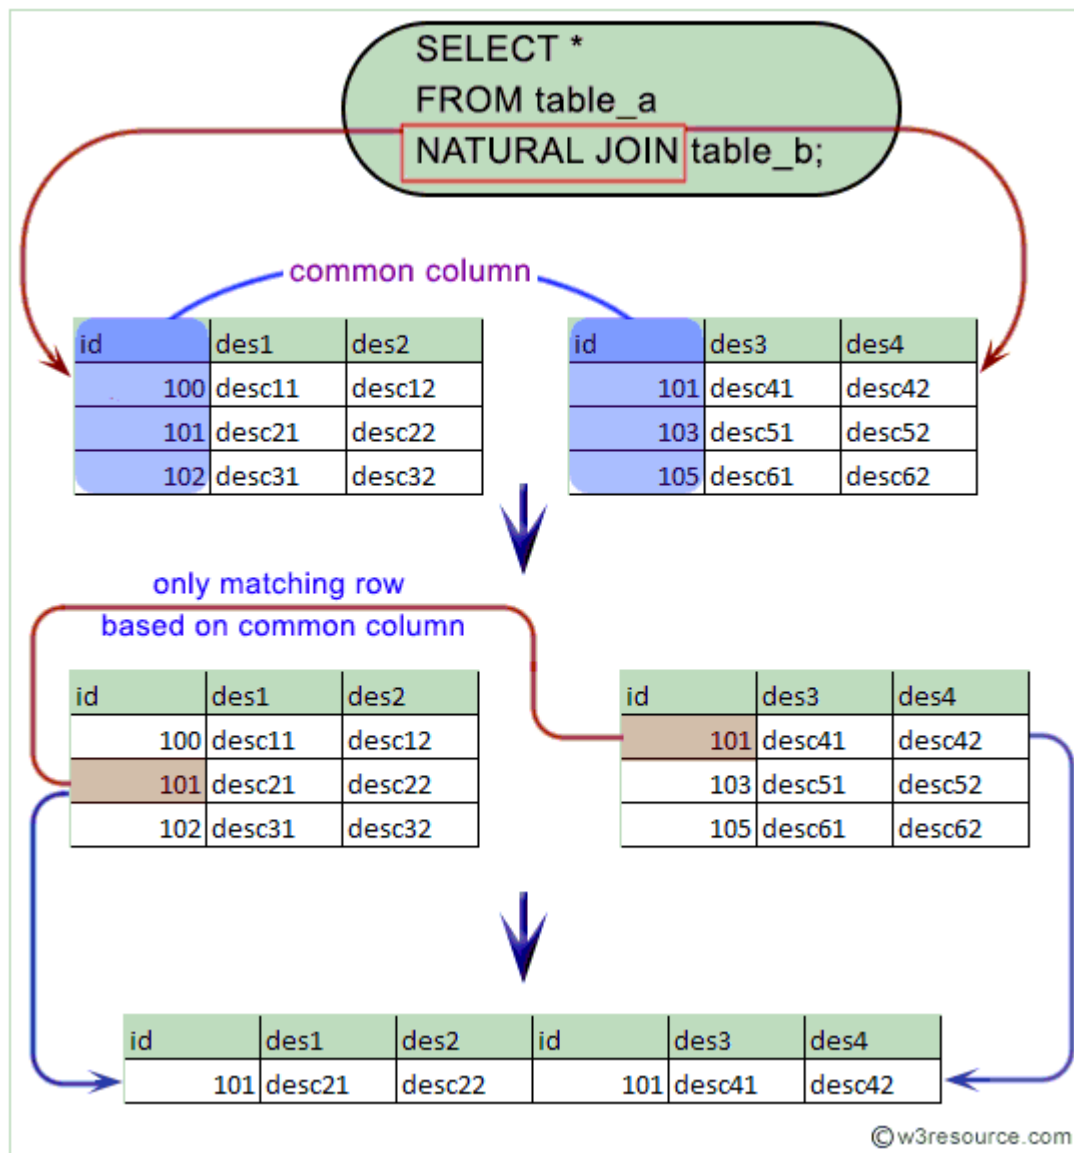 SELECT *
FROM table_a
NATURAL JOIN table_b;
common column
id des1 des2
100 desc11 desc12
101 desc21 desc22
102 desc31 desc32
id des3 des4
101 desc41 desc42
103 desc51 desc52
105 desc61 desc62
only matching row
based on common column
id des1 des2
100 desc11 desc12
101 desc21 desc22
102 desc31 desc32
id des3 des4
101 desc41 desc42
103 desc51 desc52
105 desc61 desc62
id des1 des2 id des3 des4
101 desc21 desc22 101 desc41 desc42
©w3resource.com